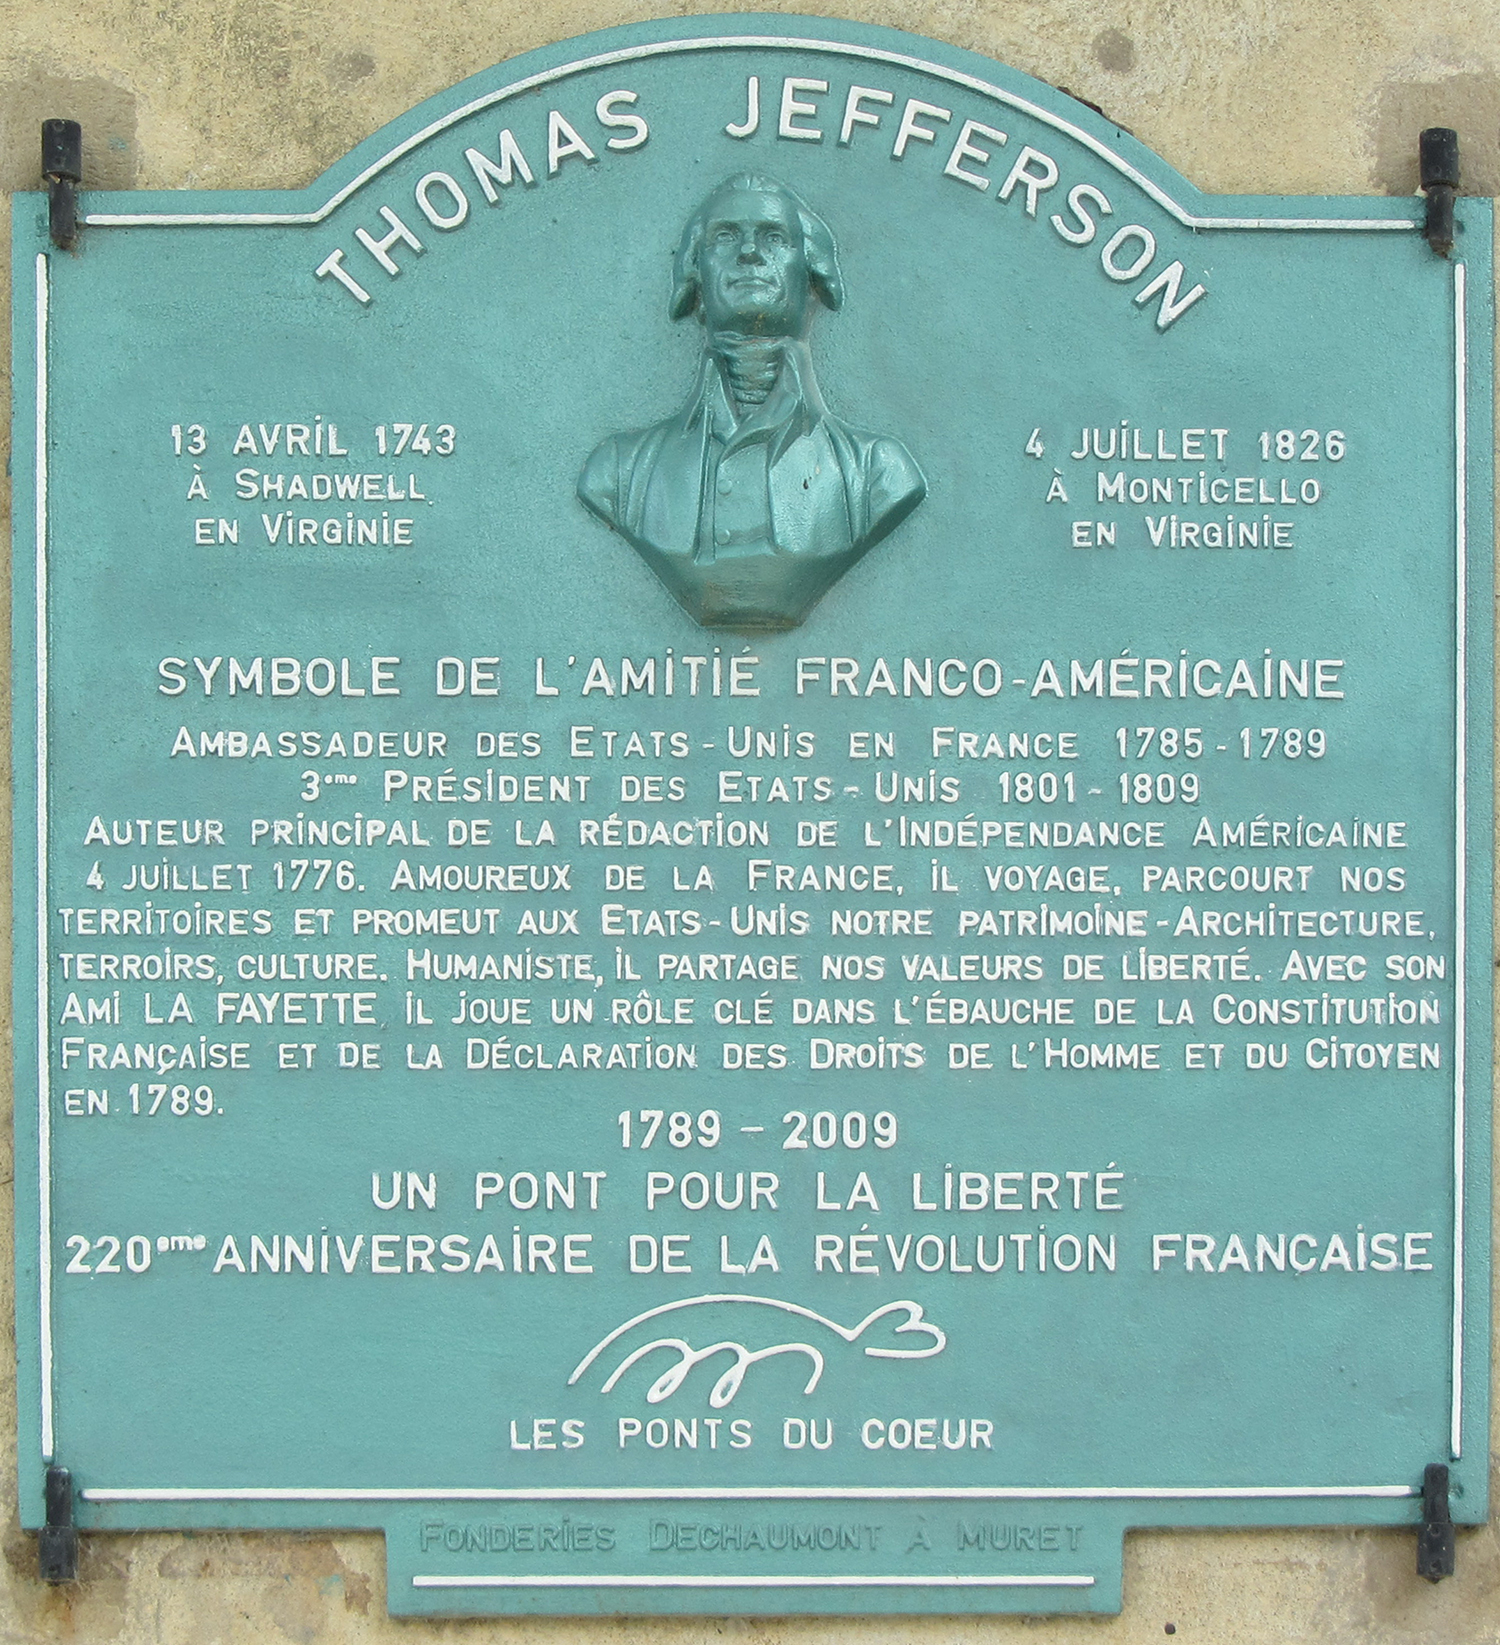 THOMAS JEFFERSON
13 AVRIL 1743
À SHADWELL
EN VIRGINIE
4 JUILLET 1826
À MONTICELLO
EN VIRGINIE
SYMBOLE DE L'AMITIÉ FRANCO-AMÉRICAINE
AMBASSADEUR DES ETATS-UNIS EN FRANCE 1785-1789
3eme PRÉSIDENT DES ETATS-UNIS 1801-1809
AUTEUR PRINCIPAL DE LA RÉDACTION DE L'INDÉPENDANCE AMÉRICAINE
4 JUILLET 1776. AMOUREUX DE LA FRANCE, IL VOYAGE, PARCOURT NOS
TERRITOIRES ET PROMEUT AUX ETATS-UNIS NOTRE PATRIMOINE-ARCHITECTURE,
TERROIRS, CULTURE. HUMANISTE, IL PARTAGE NOS VALEURS DE LIBERTÉ. AVEC SON
AMI LA FAYETTE IL JOUE UN RÔLE CLÉ DANS L'ÉBAUCHE DE LA CONSTITUTION
FRANÇAISE ET DE LA DÉCLARATION DES DROITS DE L'HOMME ET DU CITOYEN
EN 1789.
1789 - 2009
UN PONT POUR LA LIBERTÉ
220eme ANNIVERSAIRE DE LA RÉVOLUTION FRANÇAISE
LES PONTS DU COEUR
FONDERIES DECHAUMONT À MURET